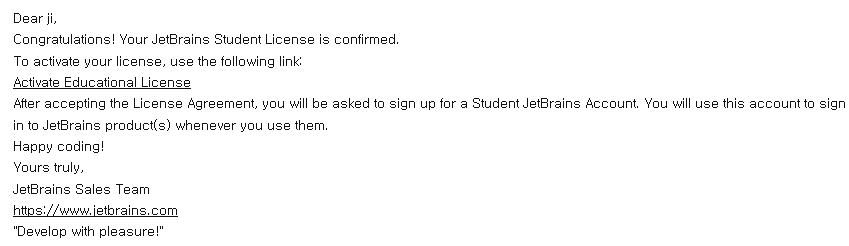 Dear ji,
Congratulations! Your JetBrains Student License is confirmed.
To activate your license, use the following link:
Activate Educational License
After accepting the License Agreement, you will be asked to sign up for a Student JetBrains Account. You will use this account to sign
in to JetBrains product(s) whenever you use them.
Happy coding!
Yours truly,
JetBrains Sales Team
https://www.jetbrains.com
"Develop with pleasure!"